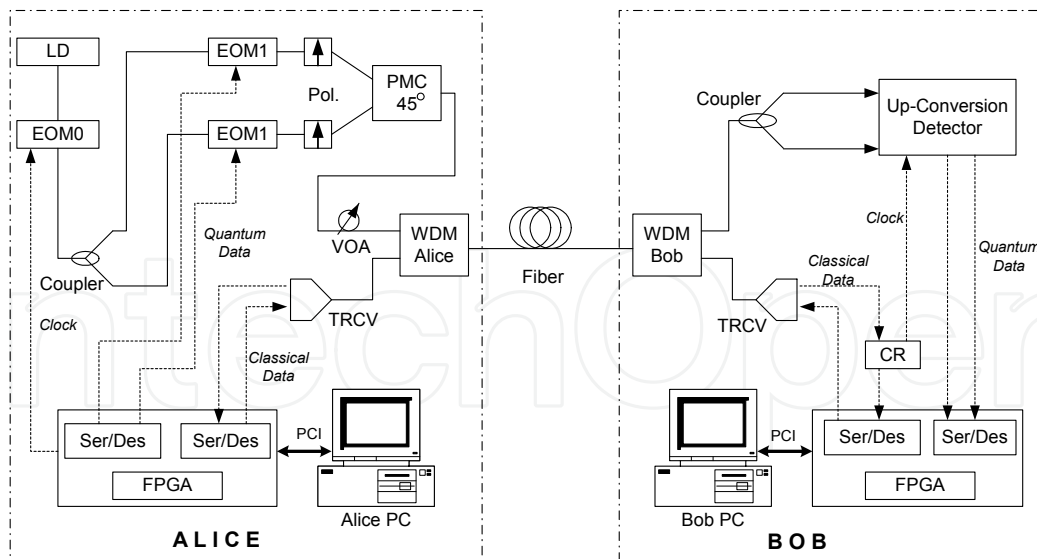 LD
EOM1
Pol.
PMC
45°
EOM0
EOM1
Quantum
Data
VOA
WDM
Alice
Coupler
TRCV
Clock
Classical
Data
Ser/Des
Ser/Des
FPGA
PCI
Alice PC
A L I C E
Fiber
Coupler
Up-Conversion
Detector
WDM
Bob
Clock
Classical
Data
Quantum
Data
TRCV
CR
PCI
Ser/Des
Ser/Des
FPGA
Bob PC
B O B
ntechOpen